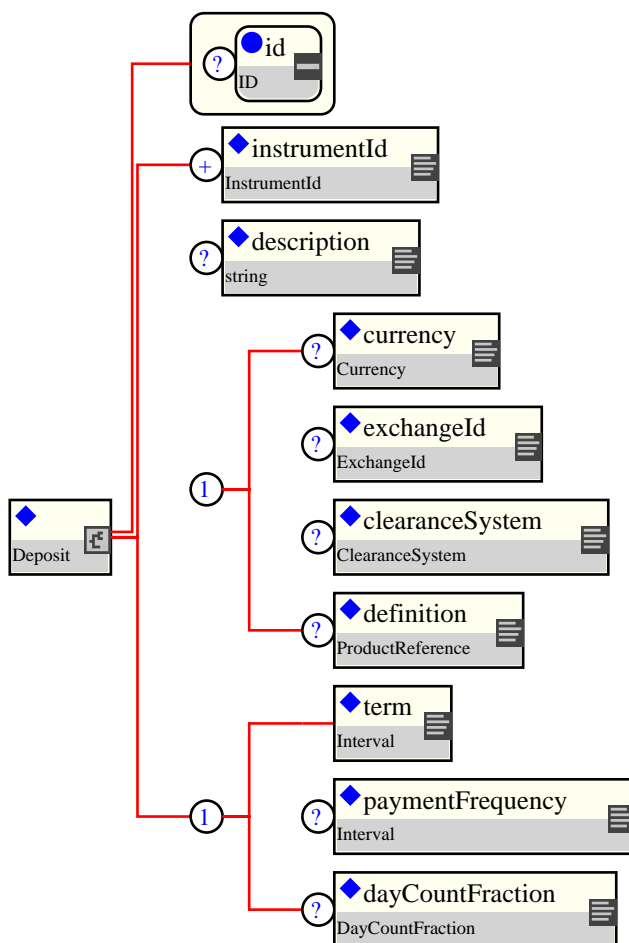 ? id
ID
+ instrumentId
InstrumentId
? description
string
? currency
Currency
? exchangeId
ExchangeId
1
Deposit
? clearanceSystem
ClearanceSystem
? definition
ProductReference
term
Interval
1
? paymentFrequency
Interval
? dayCountFraction
DayCountFraction